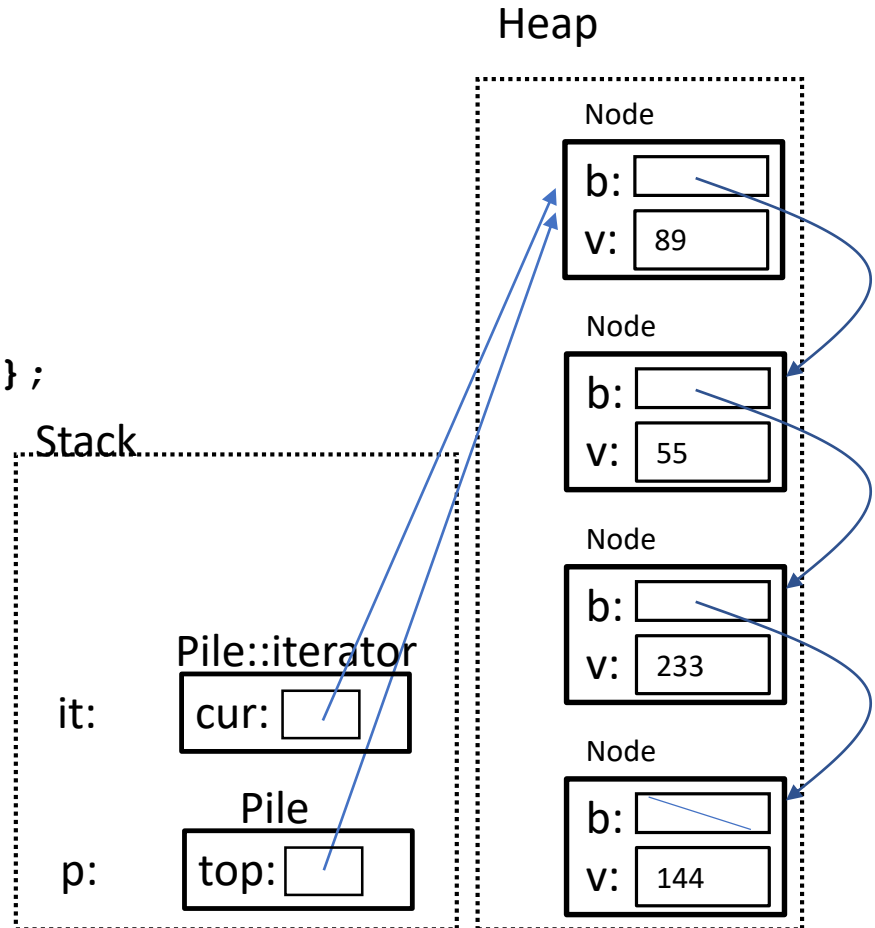 Heap
Node
b:
v: 89
Node
b:
v: 55
};
Stack
Node
b:
v: 233
Pile::iterator
it: cur:
Node
b:
v: 144
Pile
p: top: